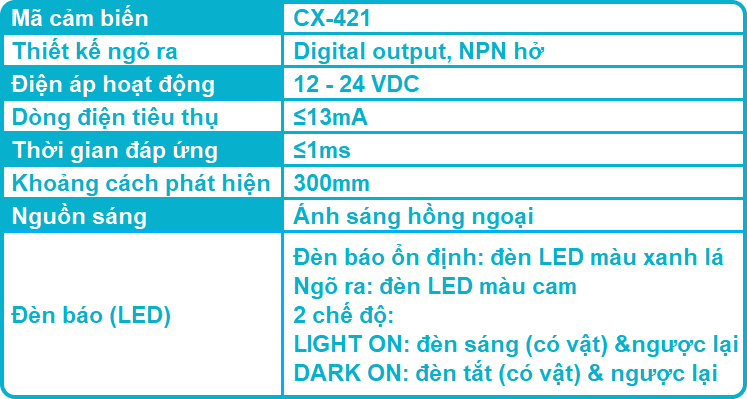 Mã cảm biến CX-421
Thiết kế ngõ ra Digital output, NPN hở
Điện áp hoạt động 12 - 24 VDC
Dòng điện tiêu thụ ≤13mA
Thời gian đáp ứng ≤1ms
Khoảng cách phát hiện 300mm
Nguồn sáng Ánh sáng hồng ngoại
Đèn báo (LED)
Đèn báo ổn định: đèn LED màu xanh lá
Ngõ ra: đèn LED màu cam
2 chế độ:
LIGHT ON: đèn sáng (có vật) &ngược lại
DARK ON: đèn tắt (có vật) & ngược lại